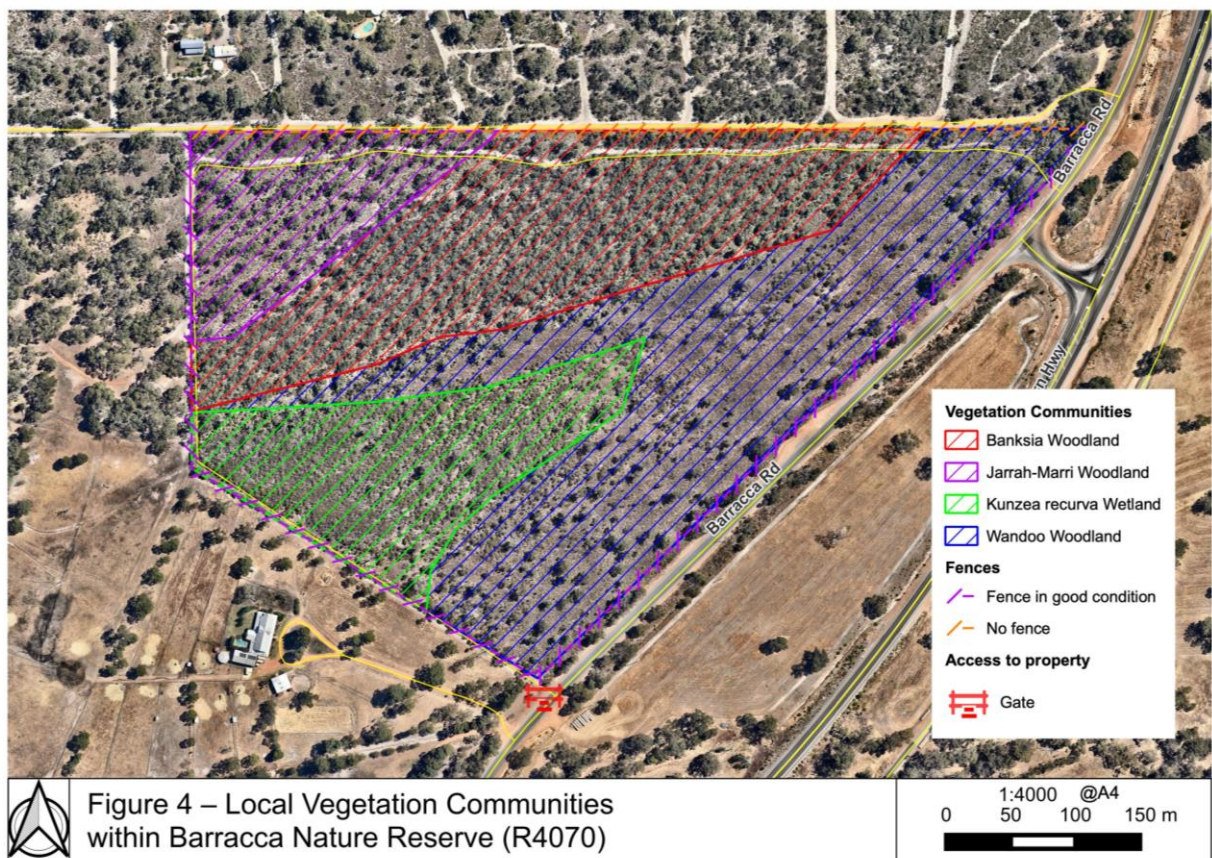 Barracca Rd
n Hwy
Barracca Rd
Vegetation Communities
Banksia Woodland
Jarrah-Marri Woodland
Kunzea recurva Wetland
Wandoo Woodland
Fences
Fence in good condition
No fence
Access to property
Gate
Figure 4 – Local Vegetation Communities
within Barracca Nature Reserve (R4070)
1:4000 @A4
0 50 100 150 m